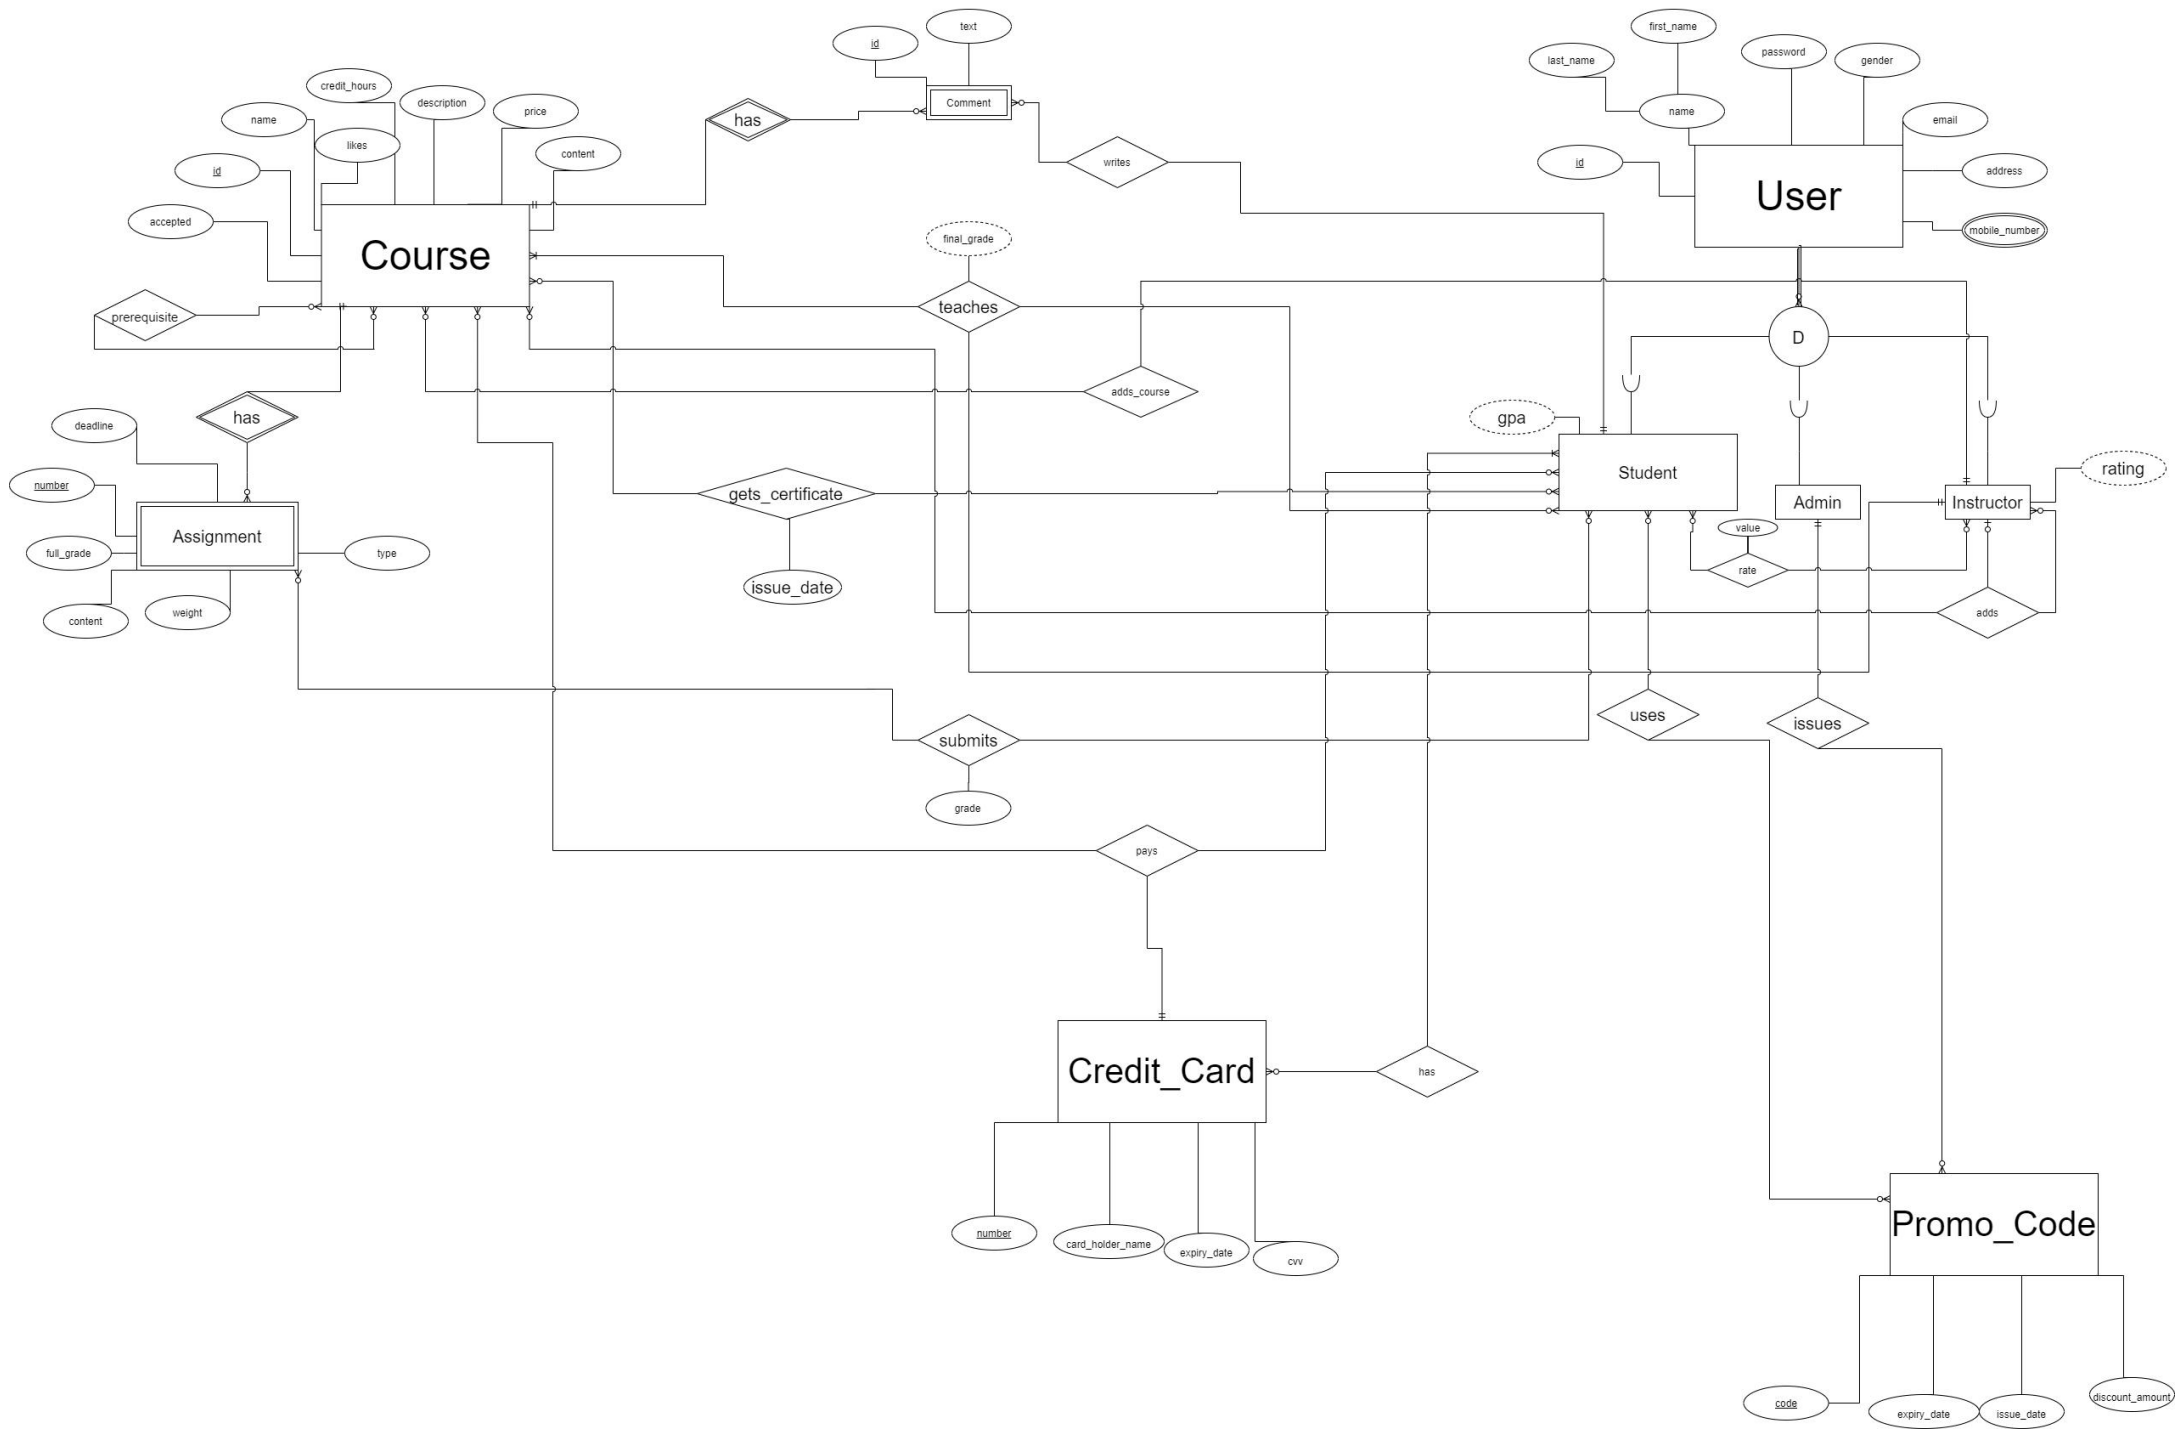 text
first_name
id
password
last_name
gender
credit_hours
description
Comment
price
name
name
has
email
likes
content
writes
id
id
address
User
accepted
mobile_number
final_grade
Course
teaches
prerequisite
D
adds_course
has
gpa
deadline
rating
Student
number
gets_certificate
Admin
Instructor
value
Assignment
full_grade
type
rate
issue_date
weight
adds
content
uses
issues
submits
grade
pays
Credit_Card
has
Promo_Code
number
card_holder_name
expiry_date
cvv
discount_amount
code
expiry_date
issue_date